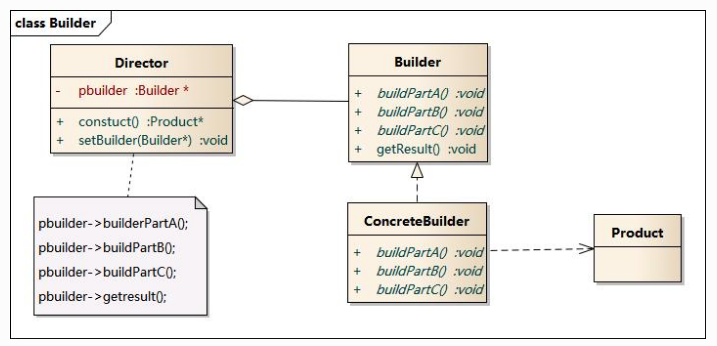 class Builder
Director
- pbuilder :Builder *
+ constuct() :Product*
+ setBuilder(Builder*) :void
Builder
+ buildPartA() :void
+ buildPartB() :void
+ buildPartC() :void
+ getResult() :void
pbuilder->builderPartA();
pbuilder->buildPartB();
pbuilder->buildPartC();
pbuilder->getresult();
ConcreteBuilder
+ buildPartA() :void
+ buildPartB() :void
+ buildPartC() :void
Product